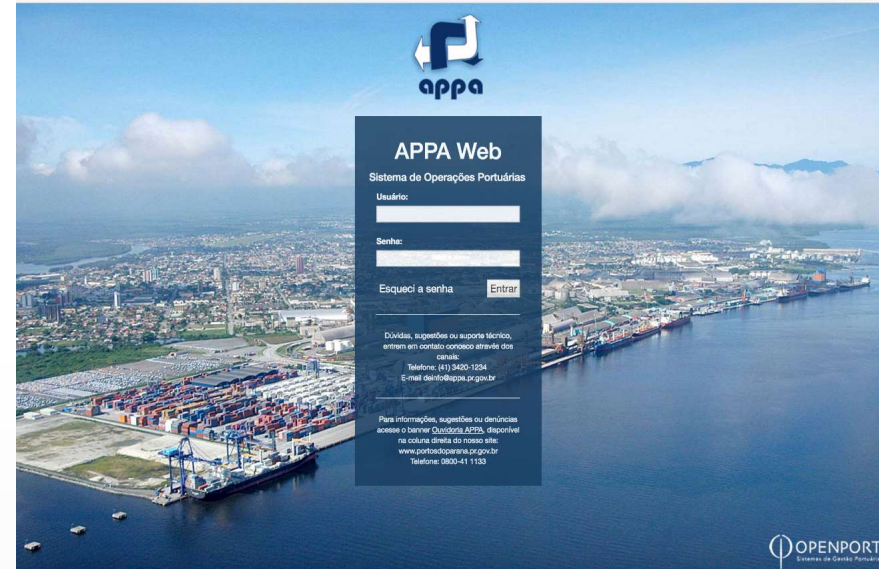 appa
APPA Web
Sistema de Operações Portuárias
Usuário:
Senha:
Esqueci a senha
Entrar
Dúvidas, sugestões ou suporte técnico,
entrem em contato conosco através dos
canais:
Telefone: (41) 3420-1234
E-mail deinfo@appa.pr.gov.br
Para informações, sugestões ou denúncias
acesse o banner Ouvidoria APPA, disponível
na coluna direita do nosso site:
www.portosdoparana.pr.gov.br
Telefone: 0800-41 1133
OPENPORT
Sistemas de Gestão Portuária